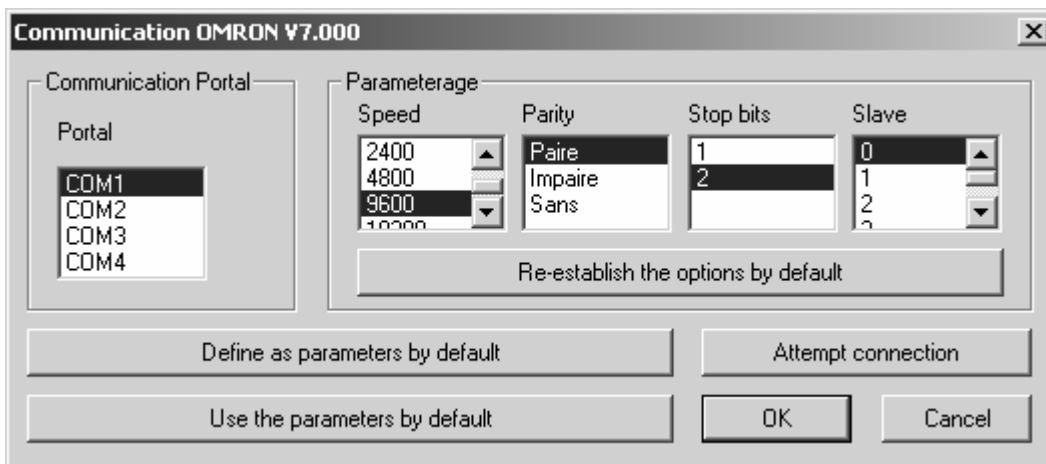 Communication OMRON V7.000
Communication Portal
Portal
COM1
COM2
COM3
COM4
Parameterage
Speed
2400
4800
9600
19200
Parity
Paire
Impaire
Sans
Stop bits
1
2
Slave
0
1
2
3
Re-establish the options by default
Define as parameters by default
Attempt connection
Use the parameters by default
OK
Cancel